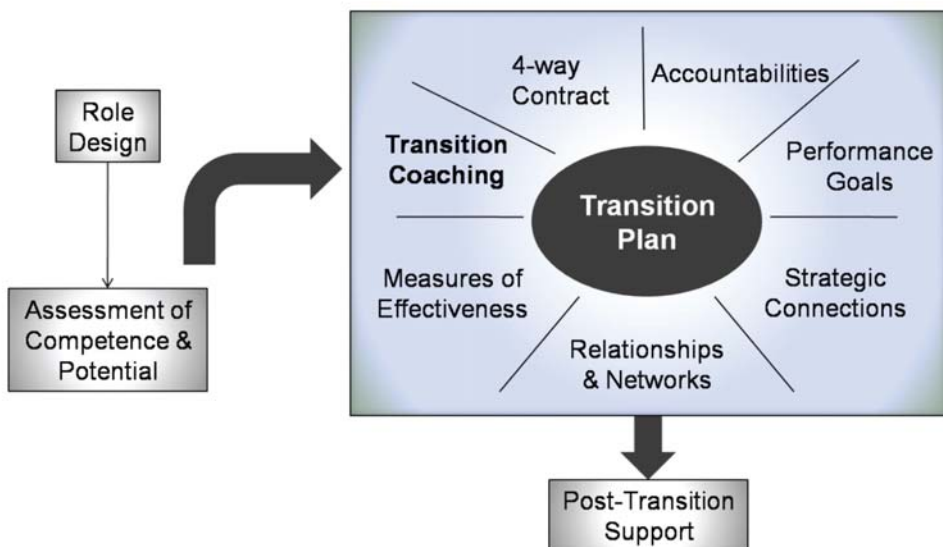 Role
Design
Assessment of
Competence &
Potential
4-way
Contract
Accountabilities
Transition
Coaching
Performance
Goals
Transition
Plan
Measures of
Effectiveness
Strategic
Connections
Relationships
& Networks
Post-Transition
Support